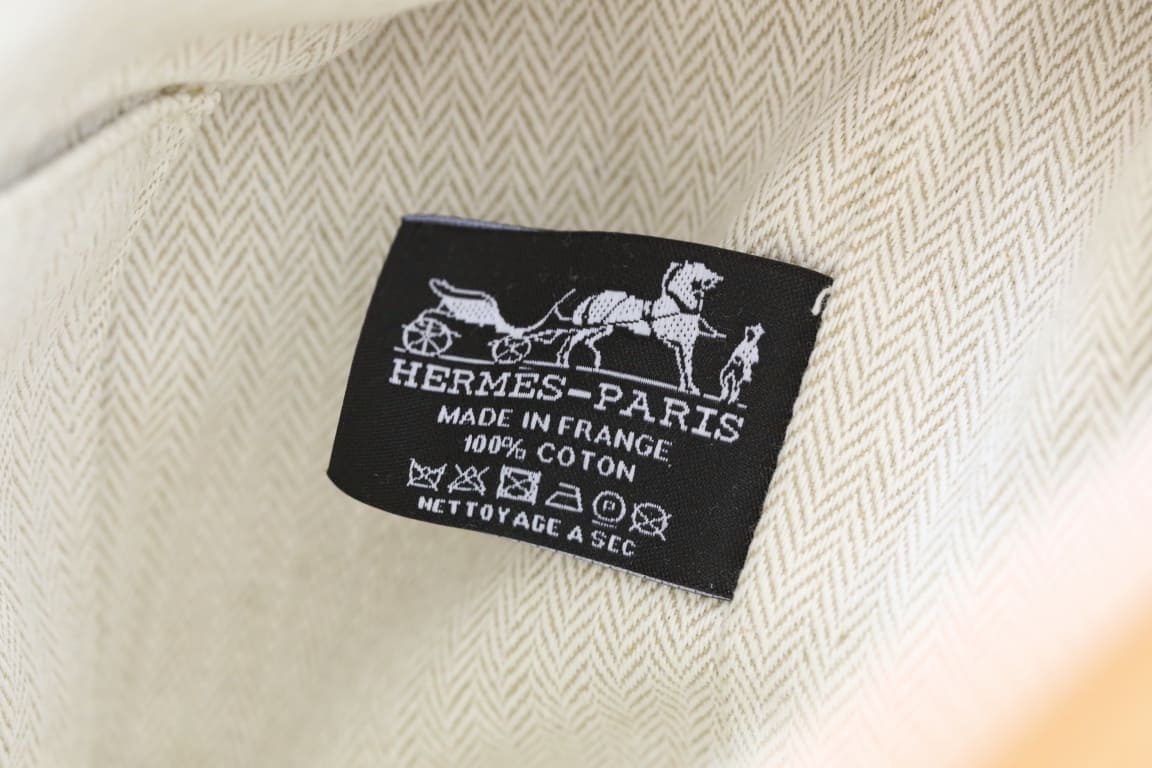 HERMES-PARIS
MADE IN FRANCE
100% COTON
P
NETTOYAGE A SEC